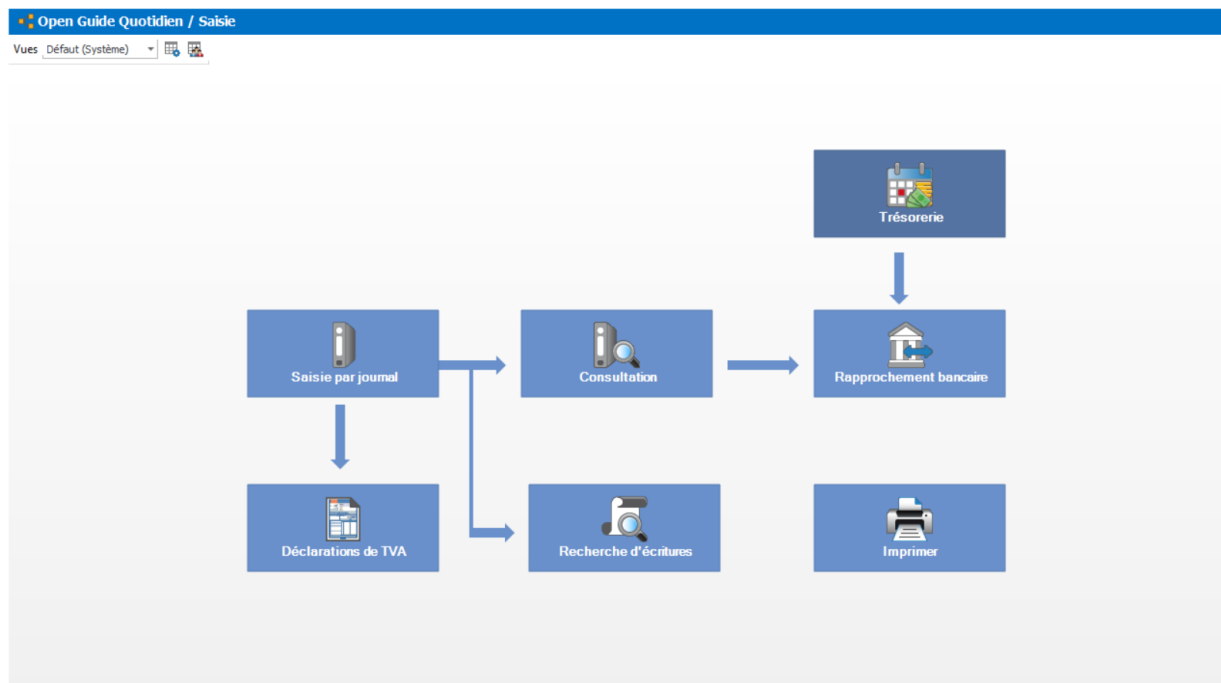 Open Guide Quotidien / Saisie
Vues Défaut (Système)
Trésorerie
Saisie par journal
Consultation
Rapprochement bancaire
Déclarations de TVA
Recherche d'écritures
Imprimer